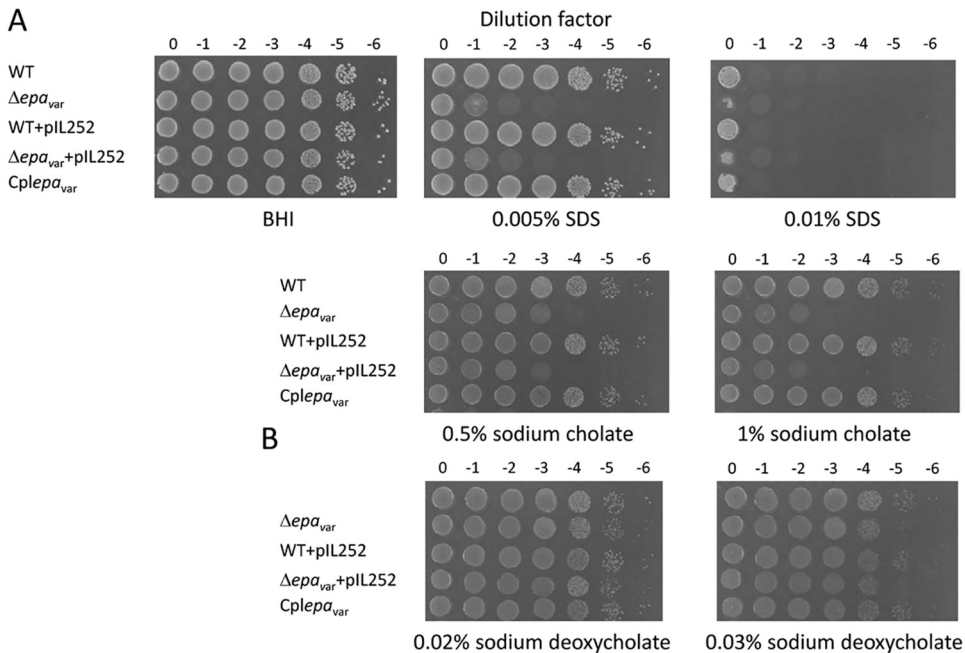 A
Dilution factor
0 -1 -2 -3 -4 -5 -6 0 -1 -2 -3 -4 -5 -6 0 -1 -2 -3 -4 -5 -6
WT
Δepavar
WT+pIL252
Δepavar+pIL252
Cplepavar
BHI 0.005% SDS 0.01% SDS
0 -1 -2 -3 -4 -5 -6 0 -1 -2 -3 -4 -5 -6
WT
Δepavar
WT+pIL252
Δepavar+pIL252
Cplepavar
0.5% sodium cholate 1% sodium cholate
B
0 -1 -2 -3 -4 -5 -6 0 -1 -2 -3 -4 -5 -6
Δepavar
WT+pIL252
Δepavar+pIL252
Cplepavar
0.02% sodium deoxycholate 0.03% sodium deoxycholate